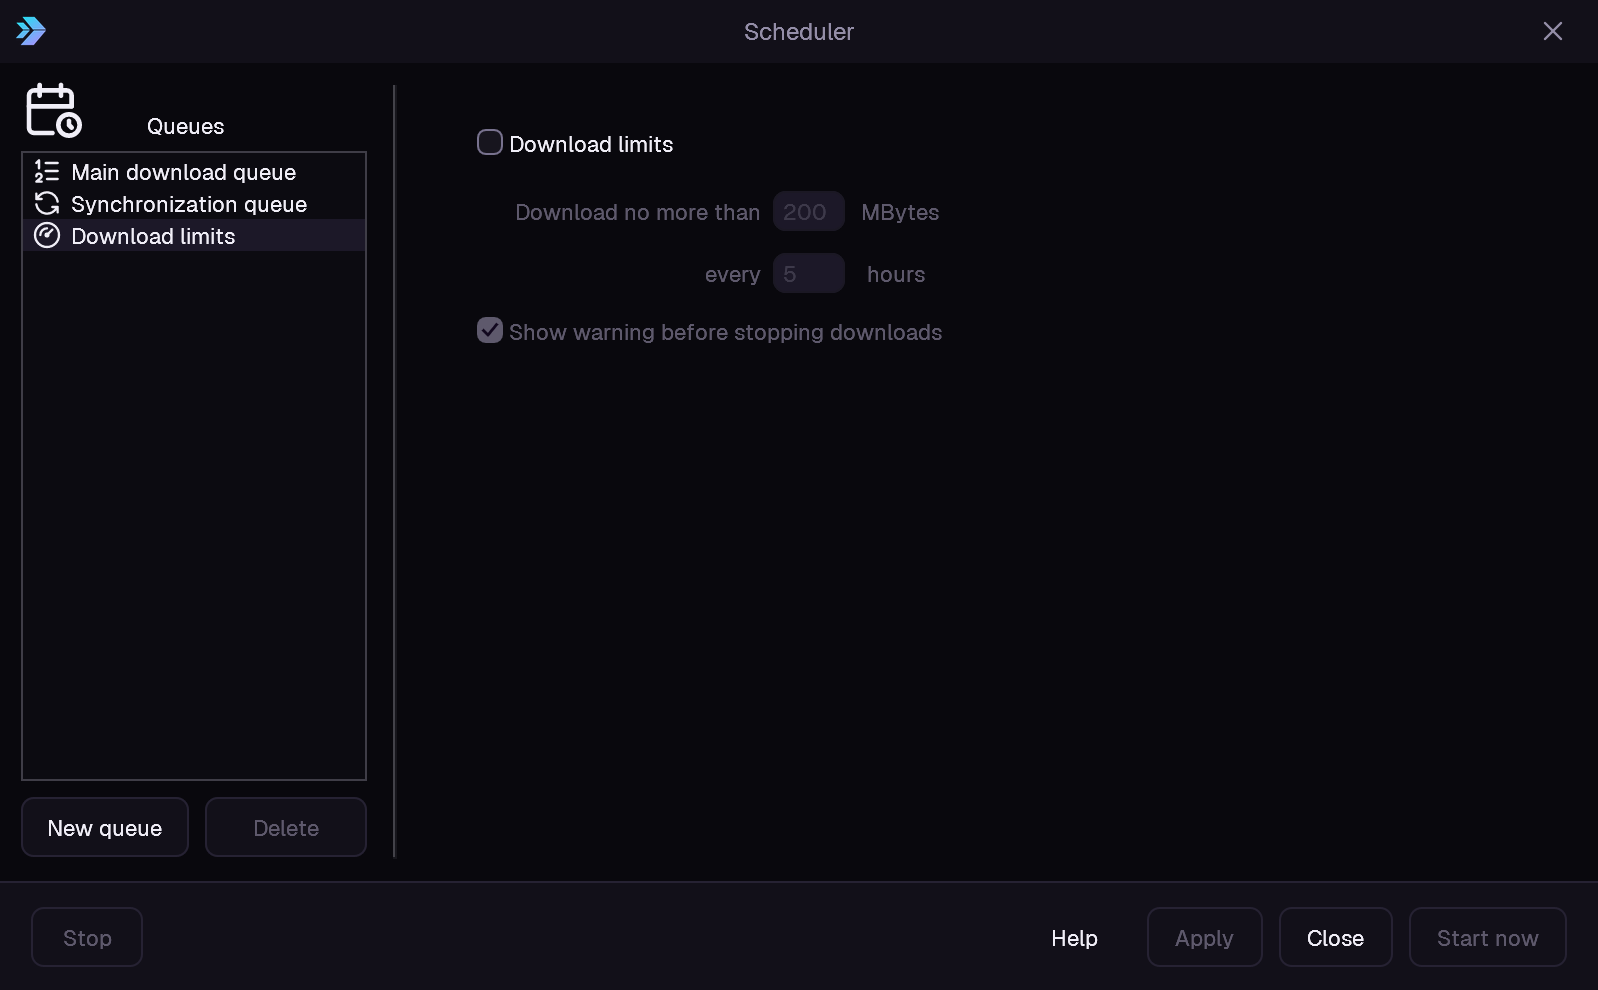 Scheduler
Queues
Main download queue
Synchronization queue
Download limits
New queue
Delete
Download limits
Download no more than 200 MBytes
every 5 hours
Show warning before stopping downloads
Stop
Help
Apply
Close
Start now